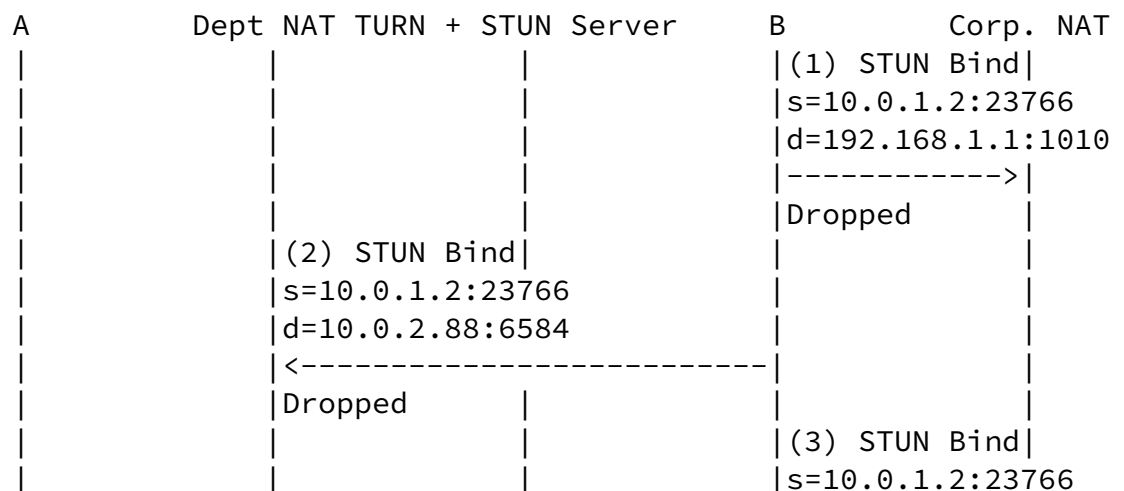 A          Dept NAT TURN + STUN Server      B          Corp. NAT
|              |              |              |(1) STUN Bind|
|              |              |              |s=10.0.1.2:23766
|              |              |              |d=192.168.1.1:1010
|              |              |              |------------>|
|              |              |              |Dropped      |
|              |(2) STUN Bind|              |             |
|              |s=10.0.1.2:23766            |             |
|              |d=10.0.2.88:6584            |             |
|              |<---------------------------|             |
|              |Dropped       |              |             |
|              |              |              |(3) STUN Bind|
|              |              |              |s=10.0.1.2:23766